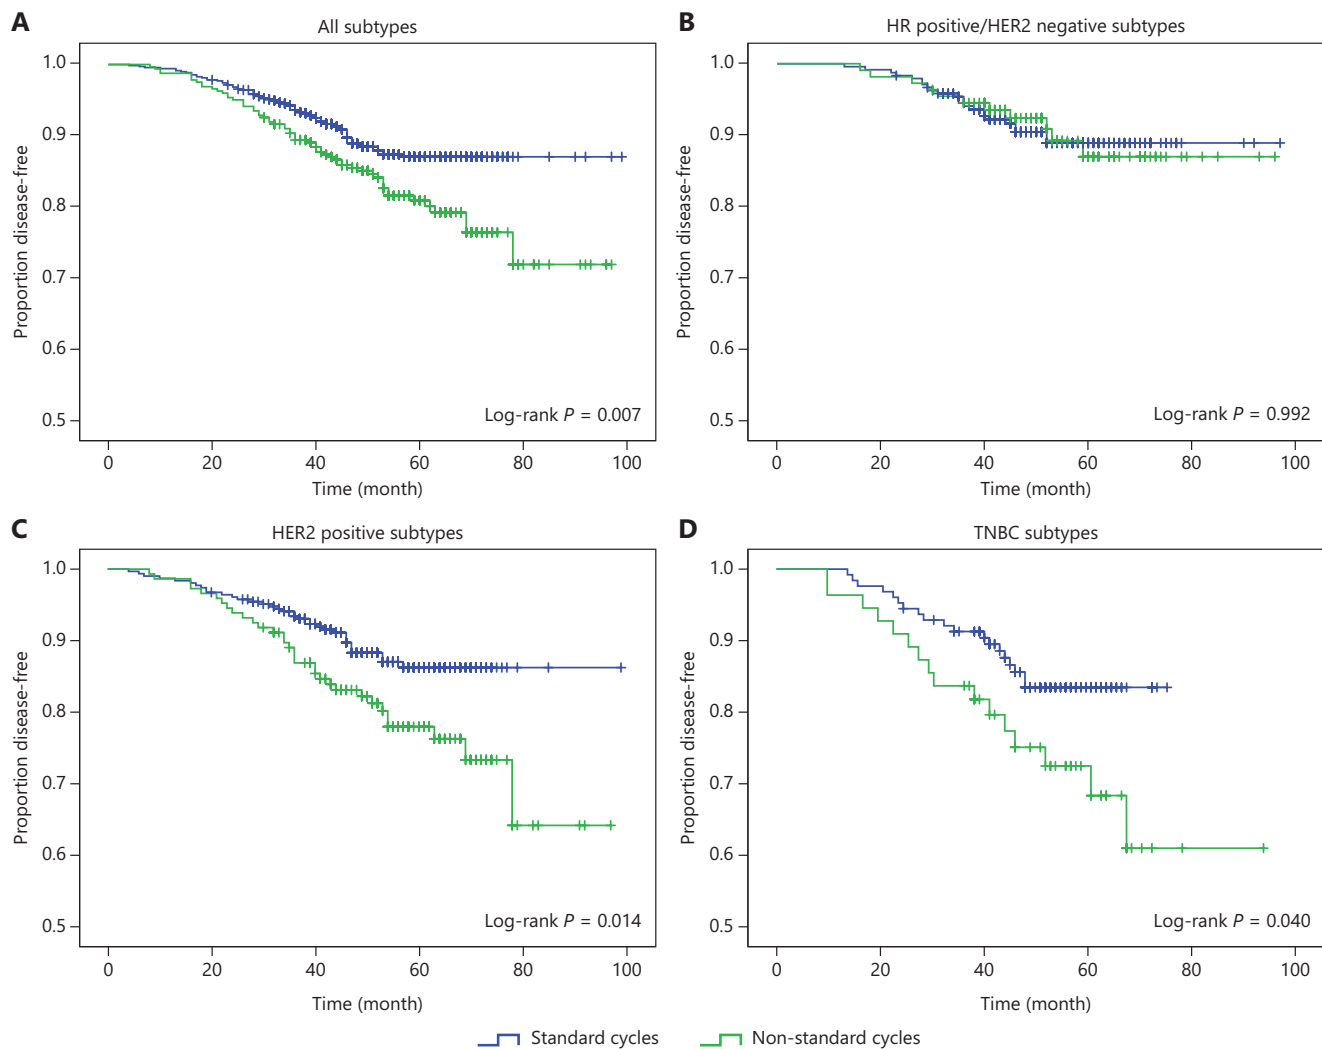 A
All subtypes
1.0
0.9
0.8
0.7
0.6
0.5
Proportion disease-free
Log-rank P = 0.007
0 20 40 60 80 100
Time (month)
B
HR positive/HER2 negative subtypes
1.0
0.9
0.8
0.7
0.6
0.5
Proportion disease-free
Log-rank P = 0.992
0 20 40 60 80 100
Time (month)
C
HER2 positive subtypes
1.0
0.9
0.8
0.7
0.6
0.5
Proportion disease-free
Log-rank P = 0.014
0 20 40 60 80 100
Time (month)
D
TNBC subtypes
1.0
0.9
0.8
0.7
0.6
0.5
Proportion disease-free
Log-rank P = 0.040
0 20 40 60 80 100
Time (month)
Standard cycles
Non-standard cycles